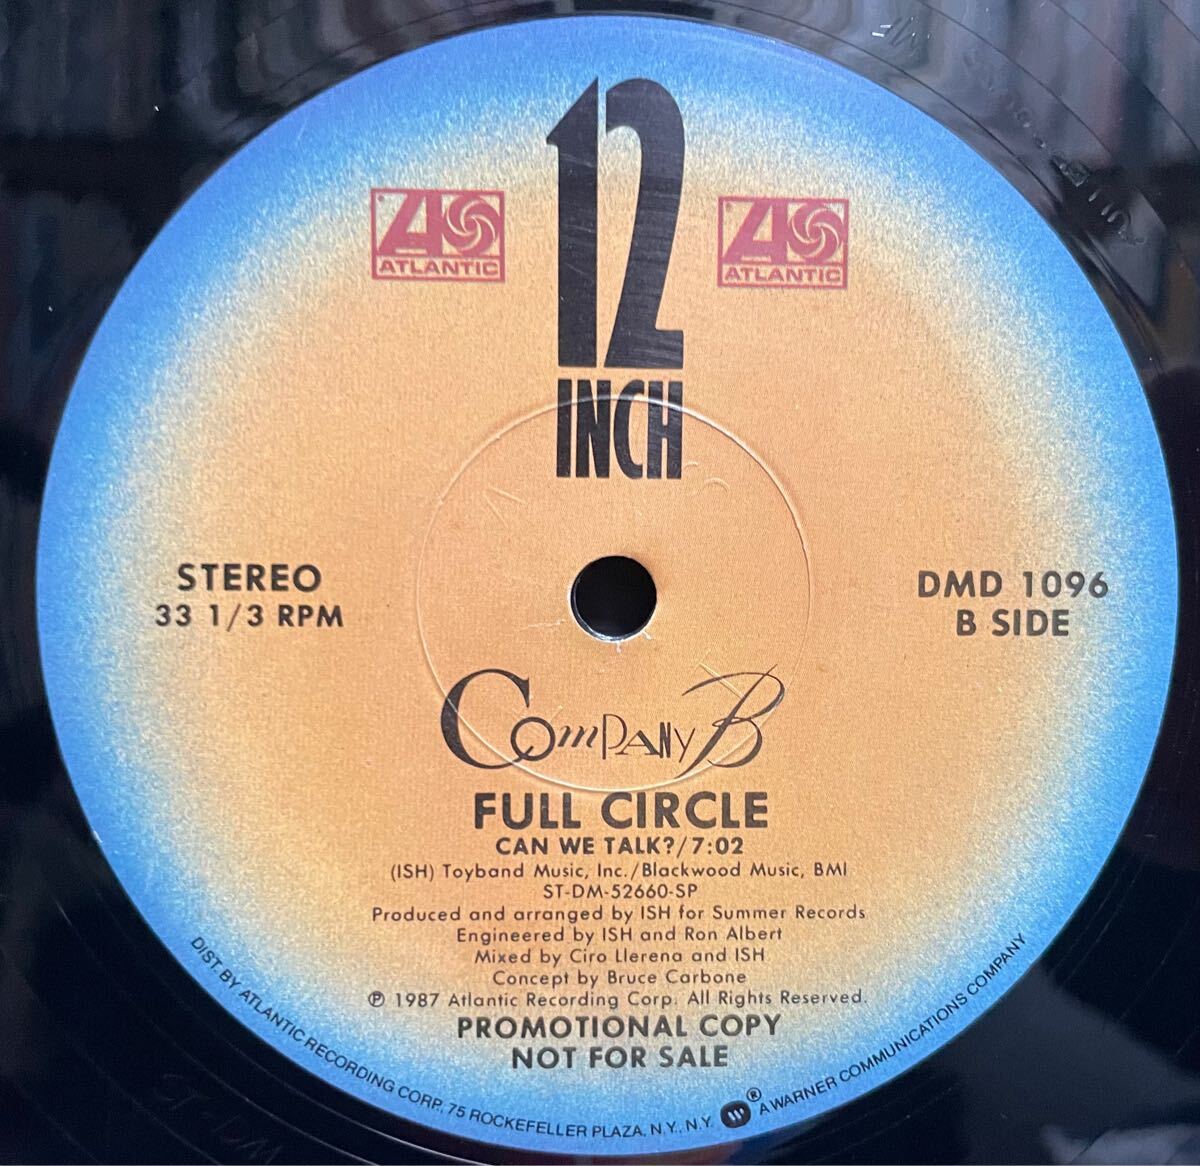 12
INCH
ATLANTIC
ATLANTIC
STEREO
33 1/3 RPM
DMD 1096
B SIDE
Company B
FULL CIRCLE
CAN WE TALK?/7:02
(ISH) Toyband Music, Inc./Blackwood Music, BMI
ST-DM-52660-SP
Produced and arranged by ISH for Summer Records
Engineered by ISH and Ron Albert
Mixed by Ciro Llerena and ISH
Concept by Bruce Carbone
℗ 1987 Atlantic Recording Corp. All Rights Reserved.
PROMOTIONAL COPY
NOT FOR SALE
DIST. BY ATLANTIC RECORDING CORP., 75 ROCKEFELLER PLAZA, N.Y., N.Y. ® A WARNER COMMUNICATIONS COMPANY